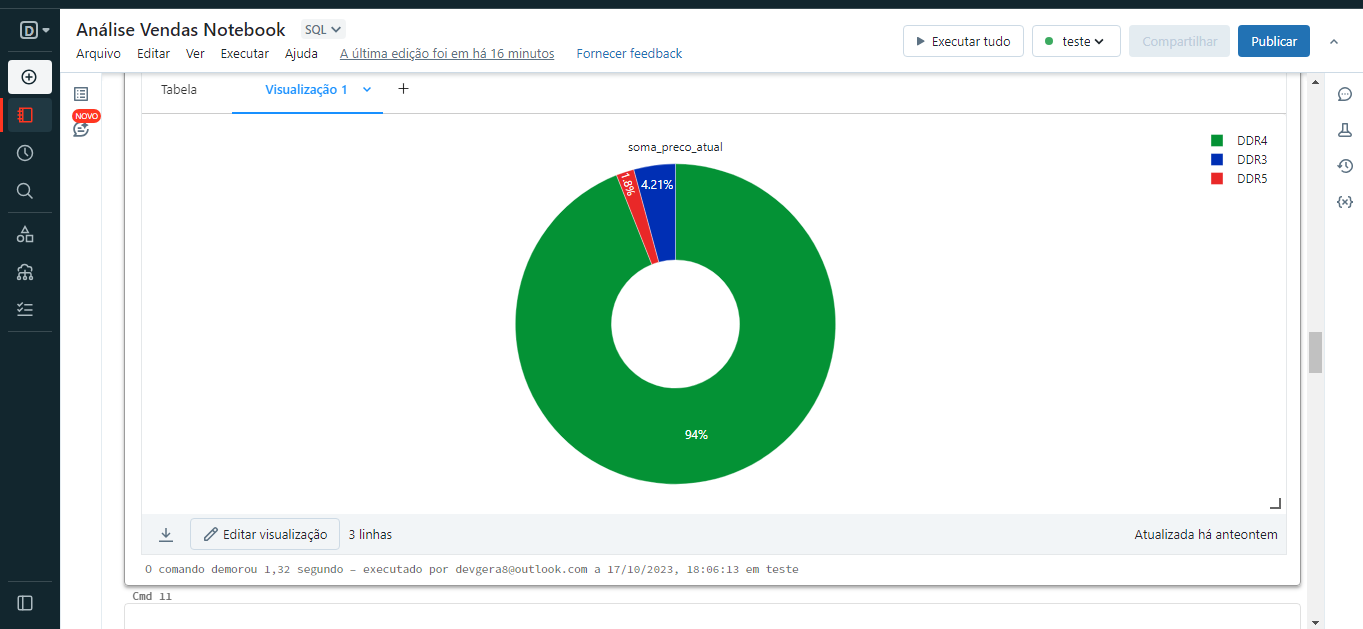 D
Análise Vendas Notebook
SQL
Arquivo
Editar
Ver
Executar
Ajuda
A última edição foi em há 16 minutos
Fornecer feedback
Executar tudo
teste
Compartilhar
Publicar
NOVO
Tabela
Visualização 1
+
soma_preco_atual
DDR4
DDR3
DDR5
1.8%
4.21%
94%
Editar visualização
3 linhas
Atualizada há anteontem
O comando demorou 1,32 segundo – executado por devgera8@outlook.com a 17/10/2023, 18:06:13 em teste
Cmd 11
{x}